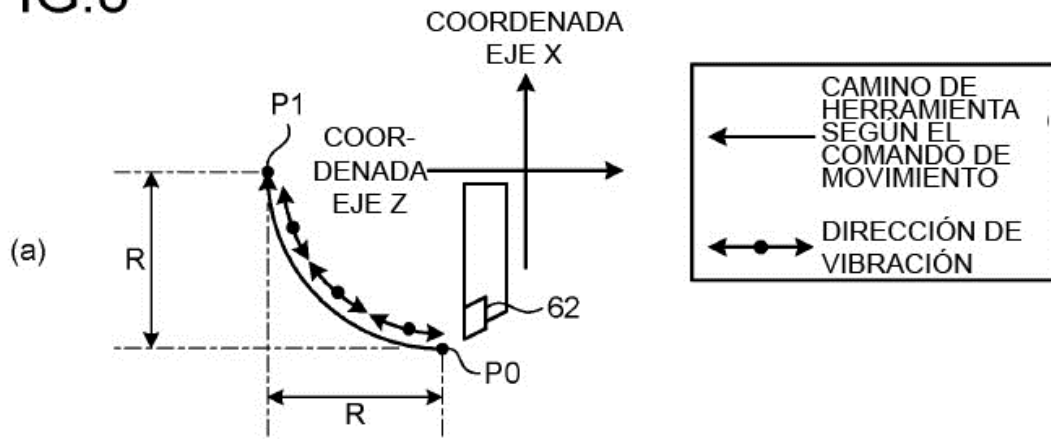 COORDENADA
EJE X
P1
COOR-
DENADA
EJE Z
(a)
R
62
P0
R
CAMINO DE
HERRAMIENTA
SEGÚN EL
COMANDO DE
MOVIMIENTO
DIRECCIÓN DE
VIBRACIÓN